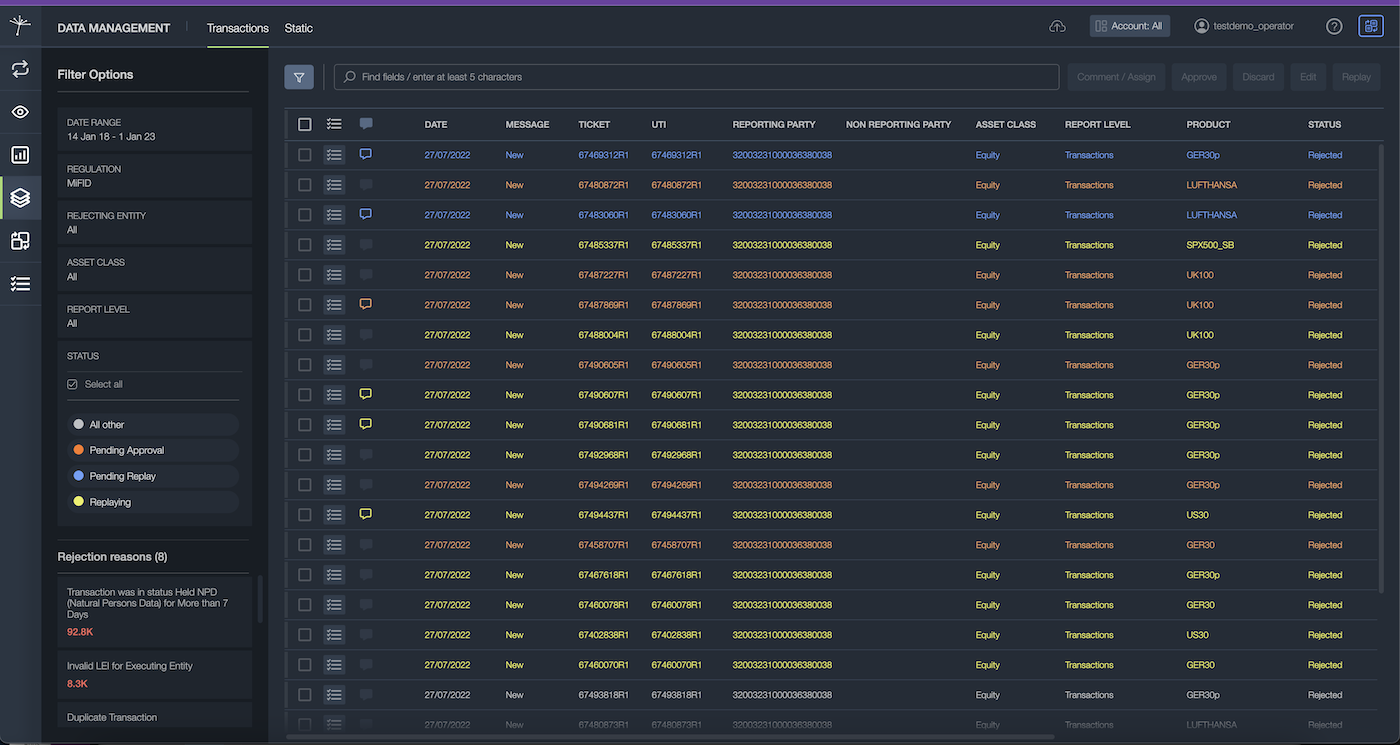 DATA MANAGEMENT Transactions Static Account: All testdemo_operator ?
Filter Options
DATE RANGE
14 Jan 18 - 1 Jan 23
REGULATION
MiFID
REJECTING ENTITY
All
ASSET CLASS
All
REPORT LEVEL
All
STATUS
Select all
All other
Pending Approval
Pending Replay
Replaying
Rejection reasons (8)
Transaction was in status Held NPD
(Natural Persons Data) for More than 7
Days
92.8K
Invalid LEI for Executing Entity
8.3K
Duplicate Transaction
Find fields / enter at least 5 characters Comment / Assign Approve Discard Edit Replay
DATE MESSAGE TICKET UTI REPORTING PARTY NON REPORTING PARTY ASSET CLASS REPORT LEVEL PRODUCT STATUS
27/07/2022 New 67469312R1 67469312R1 32003231000036380038 Equity Transactions GER30p Rejected
27/07/2022 New 67480872R1 67480872R1 32003231000036380038 Equity Transactions LUFTHANSA Rejected
27/07/2022 New 67483060R1 67483060R1 32003231000036380038 Equity Transactions LUFTHANSA Rejected
27/07/2022 New 67485337R1 67485337R1 32003231000036380038 Equity Transactions SPX500_SB Rejected
27/07/2022 New 67487227R1 67487227R1 32003231000036380038 Equity Transactions UK100 Rejected
27/07/2022 New 67487869R1 67487869R1 32003231000036380038 Equity Transactions UK100 Rejected
27/07/2022 New 67488004R1 67488004R1 32003231000036380038 Equity Transactions UK100 Rejected
27/07/2022 New 67490605R1 67490605R1 32003231000036380038 Equity Transactions GER30p Rejected
27/07/2022 New 67490607R1 67490607R1 32003231000036380038 Equity Transactions GER30p Rejected
27/07/2022 New 67490681R1 67490681R1 32003231000036380038 Equity Transactions GER30p Rejected
27/07/2022 New 67492968R1 67492968R1 32003231000036380038 Equity Transactions GER30p Rejected
27/07/2022 New 67494269R1 67494269R1 32003231000036380038 Equity Transactions GER30p Rejected
27/07/2022 New 67494437R1 67494437R1 32003231000036380038 Equity Transactions US30 Rejected
27/07/2022 New 67458707R1 67458707R1 32003231000036380038 Equity Transactions GER30 Rejected
27/07/2022 New 67467618R1 67467618R1 32003231000036380038 Equity Transactions GER30p Rejected
27/07/2022 New 67460078R1 67460078R1 32003231000036380038 Equity Transactions GER30 Rejected
27/07/2022 New 67402838R1 67402838R1 32003231000036380038 Equity Transactions US30 Rejected
27/07/2022 New 67460070R1 67460070R1 32003231000036380038 Equity Transactions GER30 Rejected
27/07/2022 New 67493818R1 67493818R1 32003231000036380038 Equity Transactions GER30p Rejected
27/07/2022 New 67480873R1 67480873R1 32003231000036380038 Equity Transactions LUFTHANSA Rejected